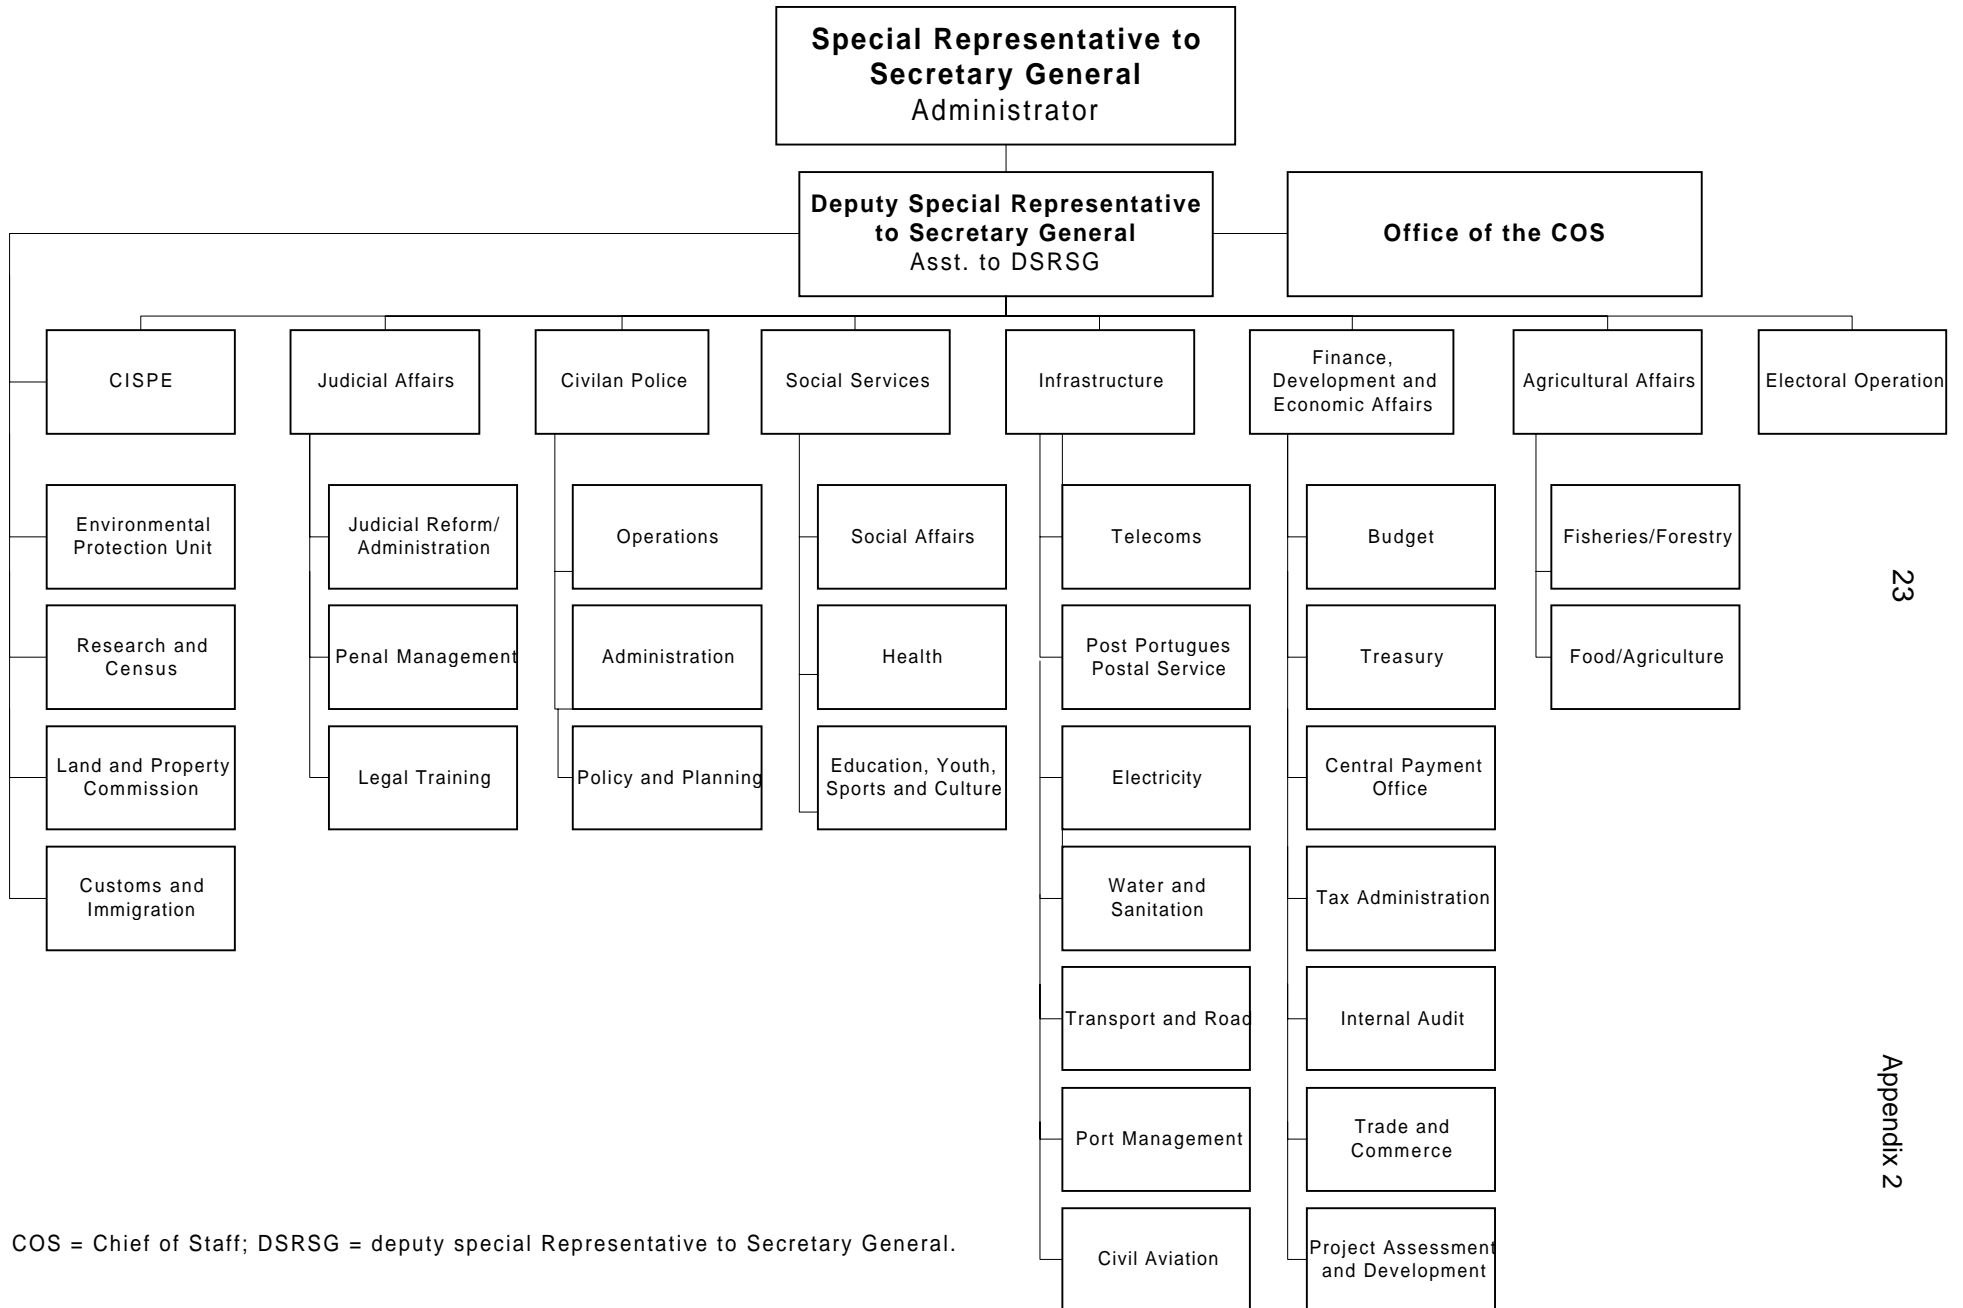 Special Representative to
Secretary General
Administrator
Deputy Special Representative
to Secretary General
Asst. to DSRSG
Office of the COS
CISPE
Judicial Affairs
Civilan Police
Social Services
Infrastructure
Finance,
Development and
Economic Affairs
Agricultural Affairs
Electoral Operation
Environmental
Protection Unit
Research and
Census
Land and Property
Commission
Customs and
Immigration
Judicial Reform/
Administration
Penal Management
Legal Training
Operations
Administration
Policy and Planning
Social Affairs
Health
Education, Youth,
Sports and Culture
Telecoms
Post Portugues
Postal Service
Electricity
Water and
Sanitation
Transport and Road
Port Management
Civil Aviation
Budget
Treasury
Central Payment
Office
Tax Administration
Internal Audit
Trade and
Commerce
Project Assessment
and Development
Fisheries/Forestry
Food/Agriculture
23
Appendix 2
COS = Chief of Staff; DSRSG = deputy special Representative to Secretary General.